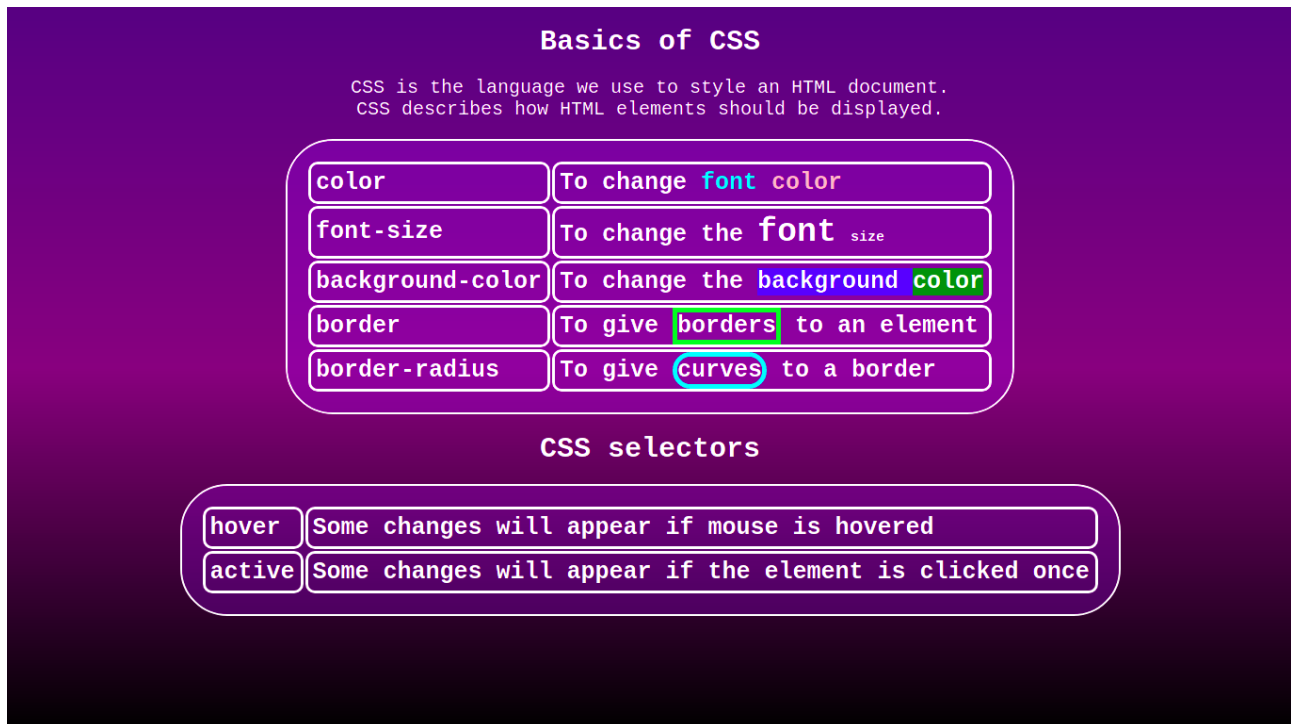 Basics of CSS
CSS is the language we use to style an HTML document.
CSS describes how HTML elements should be displayed.
color To change font color
font-size To change the font size
background-color To change the background color
border To give borders to an element
border-radius To give curves to a border
CSS selectors
hover Some changes will appear if mouse is hovered
active Some changes will appear if the element is clicked once